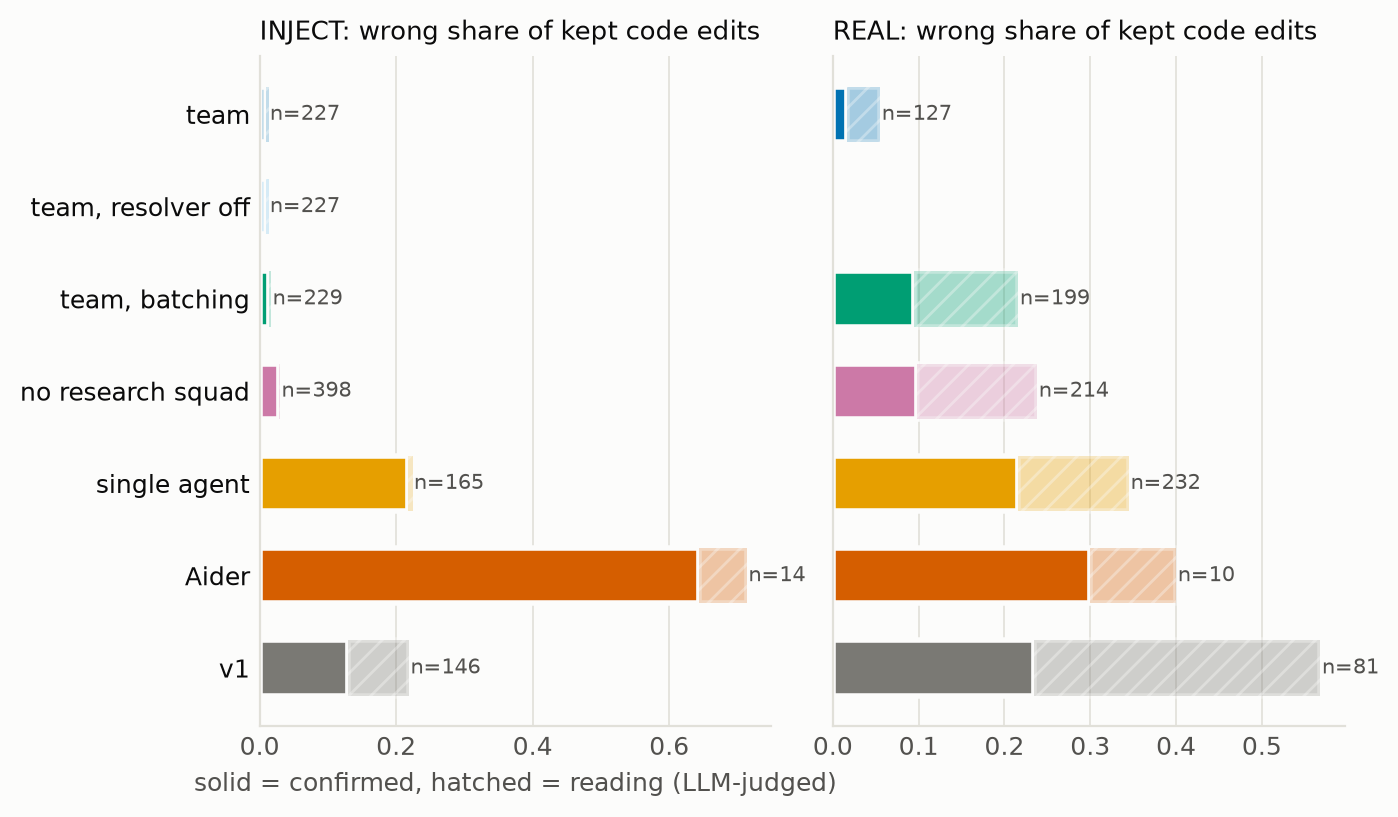 INJECT: wrong share of kept code edits
REAL: wrong share of kept code edits
team
n=227
n=127
team, resolver off
n=227
team, batching
n=229
n=199
no research squad
n=398
n=214
single agent
n=165
n=232
Aider
n=14
n=10
v1
n=146
n=81
0.0 0.2 0.4 0.6
0.0 0.1 0.2 0.3 0.4 0.5
solid = confirmed, hatched = reading (LLM-judged)